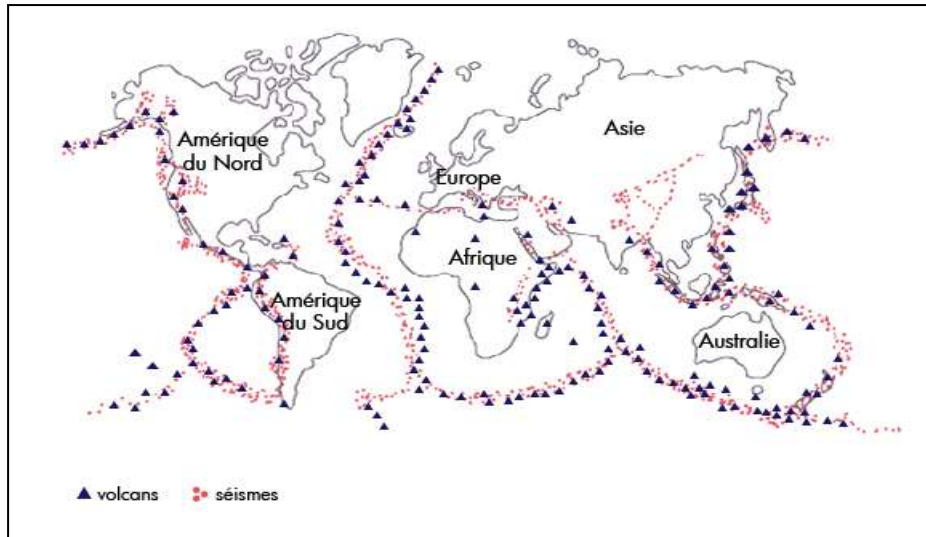 Amérique
du Nord
Europe
Asie
Afrique
Amérique
du Sud
Australie
volcans
séismes